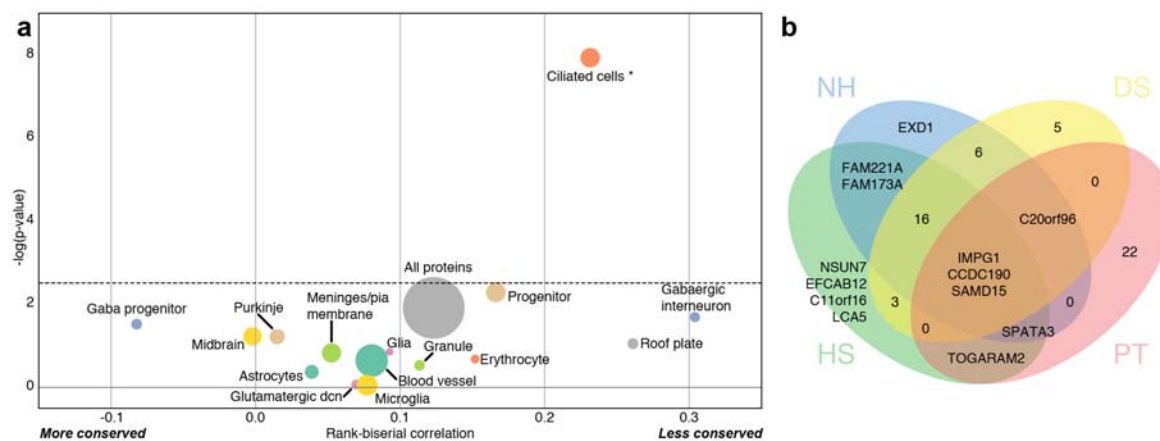 a
8
6
4
2
0
-log(p-value)
Ciliated cells *
All proteins
Progenitor
Gabaergic
interneuron
Gaba progenitor
Purkinje
Meninges/pia
membrane
Midbrain
Glia
Granule
Roof plate
Erythrocyte
Astrocytes
Blood vessel
Glutamatergic dcn
Microglia
-0.1
0.0
0.1
0.2
0.3
More conserved
Rank-biserial correlation
Less conserved
b
NH
DS
EXD1
5
6
FAM221A
FAM173A
0
16
C20orf96
22
IMPG1
CCDC190
SAMD15
NSUN7
EFCAB12
C11orf16
LCA5
3
0
0
SPATA3
TOGARAM2
HS
PT